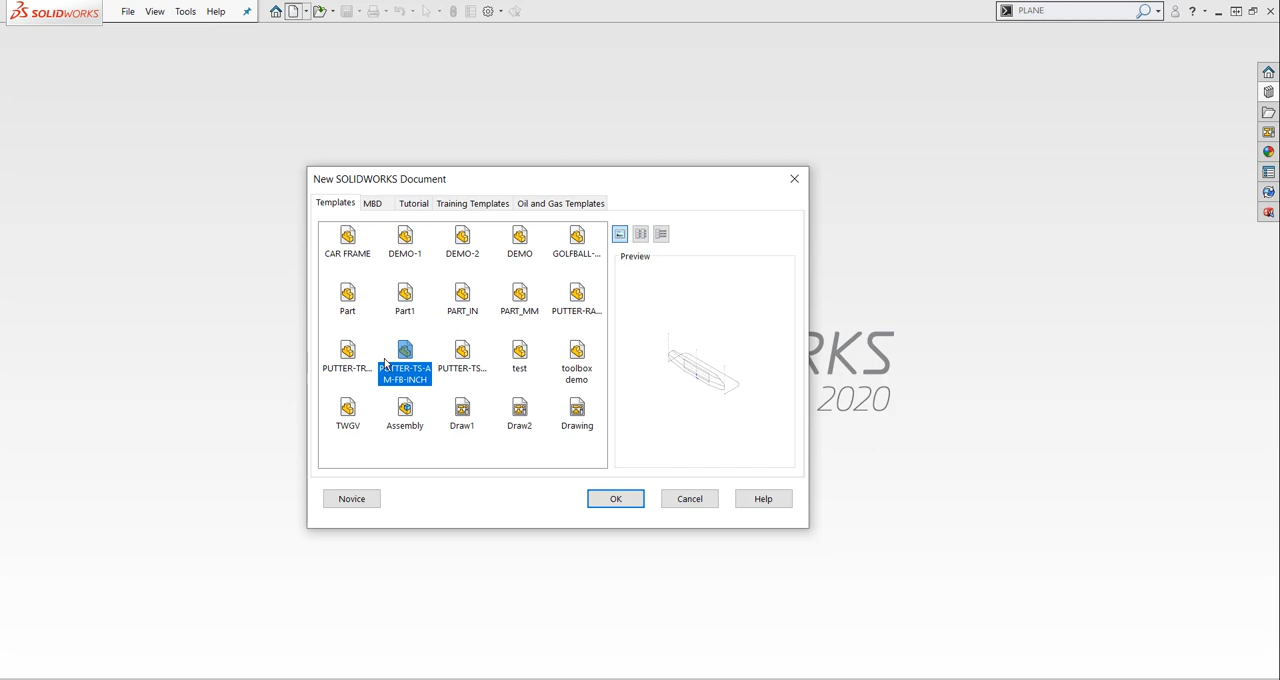 SOLIDWORKS
File View Tools Help
PLANE
?
New SOLIDWORKS Document
Templates MBD Tutorial Training Templates Oil and Gas Templates
CAR FRAME DEMO-1 DEMO-2 DEMO GOLFBALL-...
Preview
Part Part1 PART_IN PART_MM PUTTER-RA...
PUTTER-TR... PUTTER-TS-A PUTTER-TS... test toolbox
M-FB-INCH demo
TWGV Assembly Draw1 Draw2 Drawing
Novice OK Cancel Help
RKS
2020